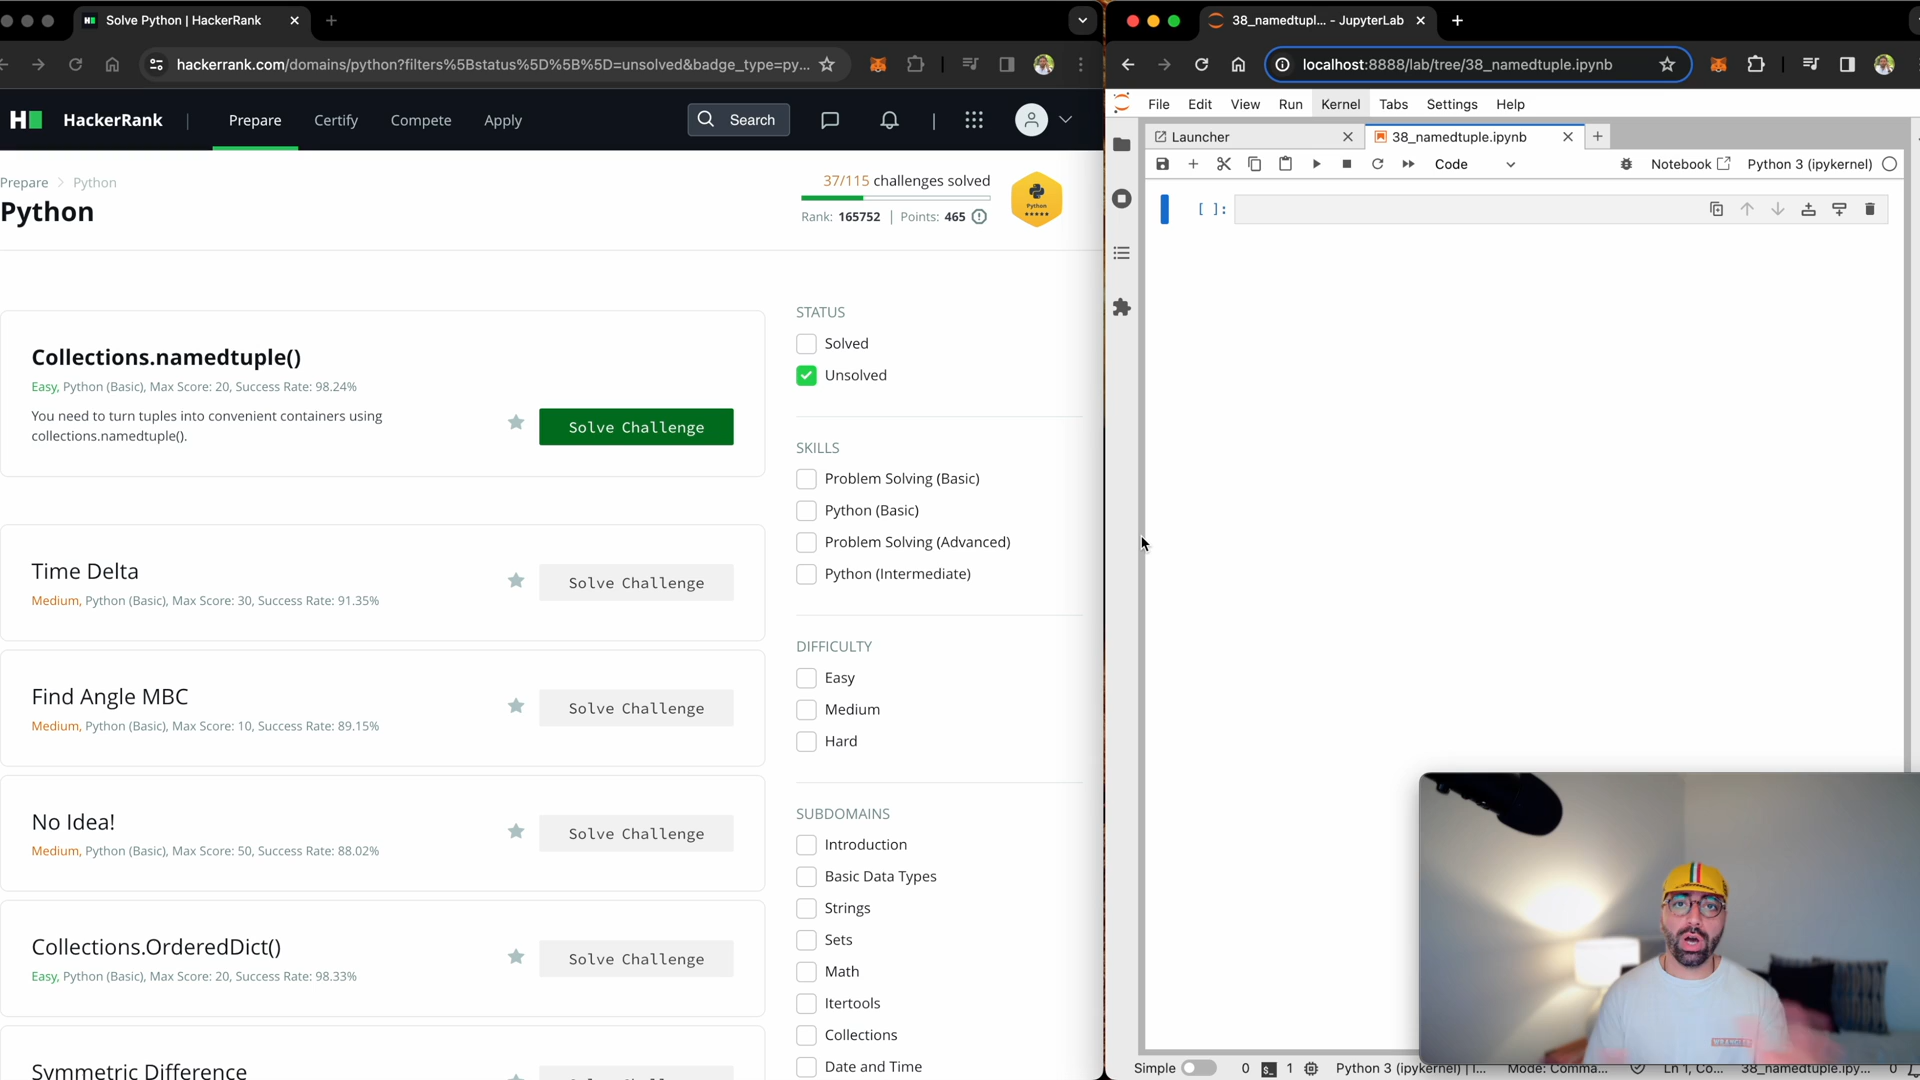 Solve Python | HackerRank
hackerrank.com/domains/python?filters%5Bstatus%5D%5B%5D=unsolved&badge_type=py...
HackerRank
Prepare
Certify
Compete
Apply
Search
Prepare > Python
Python
37/115 challenges solved
Rank: 165752 | Points: 465
Python
Collections.namedtuple()
Easy, Python (Basic), Max Score: 20, Success Rate: 98.24%
You need to turn tuples into convenient containers using
collections.namedtuple().
Solve Challenge
Time Delta
Medium, Python (Basic), Max Score: 30, Success Rate: 91.35%
Solve Challenge
Find Angle MBC
Medium, Python (Basic), Max Score: 10, Success Rate: 89.15%
Solve Challenge
No Idea!
Medium, Python (Basic), Max Score: 50, Success Rate: 88.02%
Solve Challenge
Collections.OrderedDict()
Easy, Python (Basic), Max Score: 20, Success Rate: 98.33%
Solve Challenge
Symmetric Difference
STATUS
Solved
Unsolved
SKILLS
Problem Solving (Basic)
Python (Basic)
Problem Solving (Advanced)
Python (Intermediate)
DIFFICULTY
Easy
Medium
Hard
SUBDOMAINS
Introduction
Basic Data Types
Strings
Sets
Math
Itertools
Collections
Date and Time
38_namedtupl... - JupyterLab
localhost:8888/lab/tree/38_namedtuple.ipynb
File Edit View Run Kernel Tabs Settings Help
Launcher
38_namedtuple.ipynb
Code
Notebook
Python 3 (ipykernel)
[ ]:
WRANGLER
Simple
0
1
Python 3 (ipykernel) | I...
Mode: Comma...
Ln 1, Co...
38_namedtuple.ipy...
0